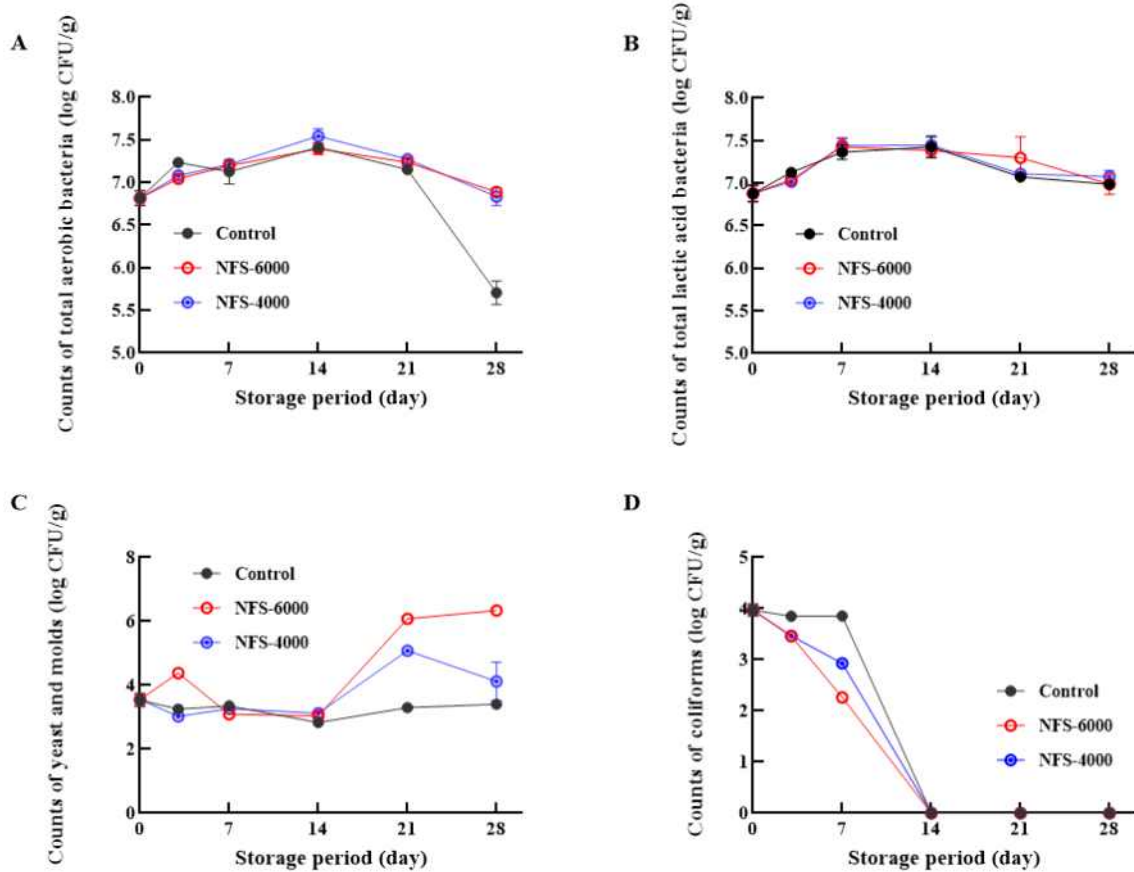 A
Counts of total aerobic bacteria (log CFU/g)
8.0
7.5
7.0
6.5
6.0
5.5
5.0
Control
NFS-6000
NFS-4000
0 7 14 21 28
Storage period (day)
B
Counts of total lactic acid bacteria (log CFU/g)
8.0
7.5
7.0
6.5
6.0
5.5
5.0
Control
NFS-6000
NFS-4000
0 7 14 21 28
Storage period (day)
C
Counts of yeast and molds (log CFU/g)
8
6
4
2
0
Control
NFS-6000
NFS-4000
0 7 14 21 28
Storage period (day)
D
Counts of coliforms (log CFU/g)
5
4
3
2
1
0
Control
NFS-6000
NFS-4000
0 7 14 21 28
Storage period (day)